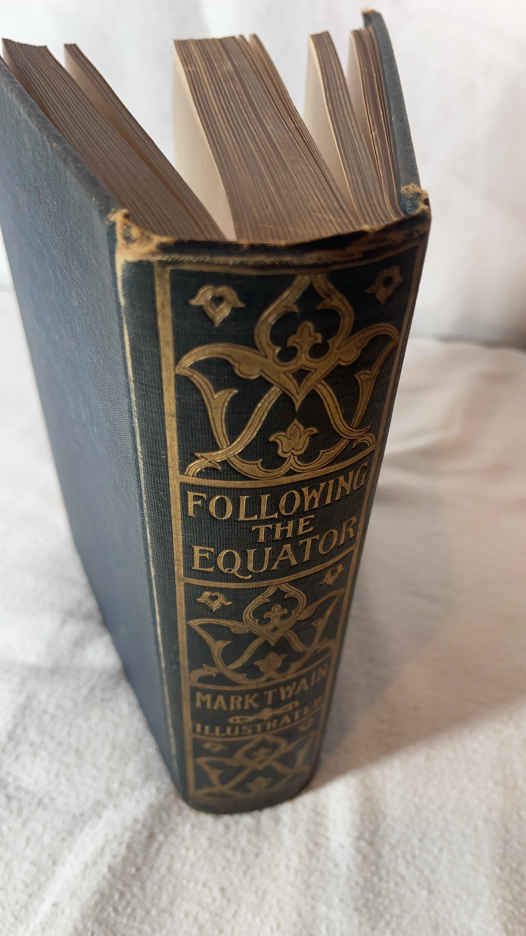 FOLLOWING
THE
EQUATOR
MARK TWAIN
ILLUSTRATED